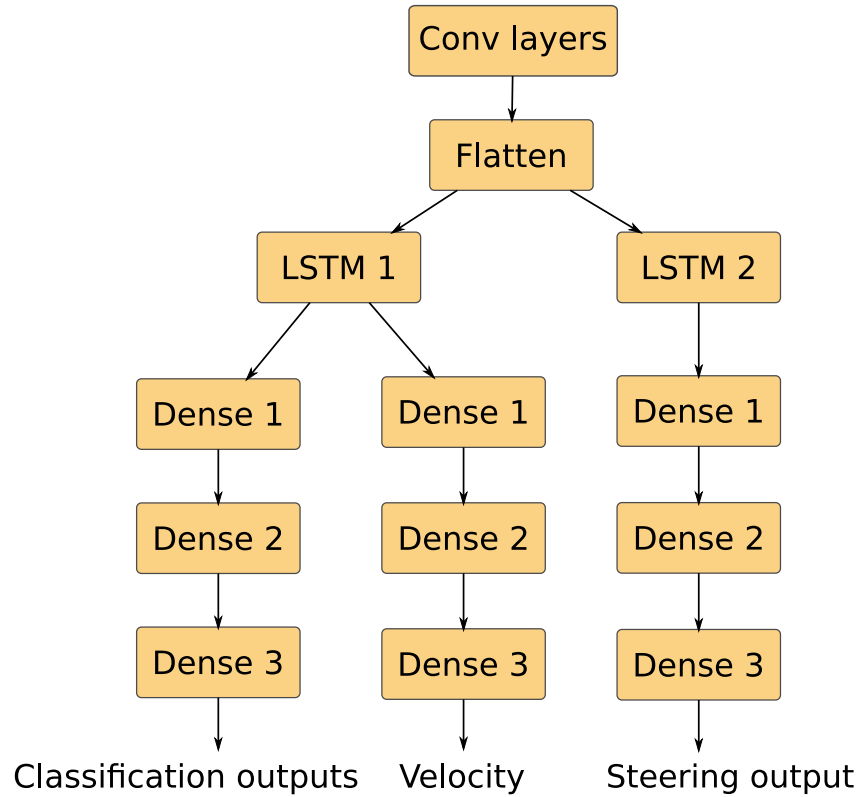 Conv layers
Flatten
LSTM 1
LSTM 2
Dense 1
Dense 1
Dense 1
Dense 2
Dense 2
Dense 2
Dense 3
Dense 3
Dense 3
Classification outputs
Velocity
Steering output